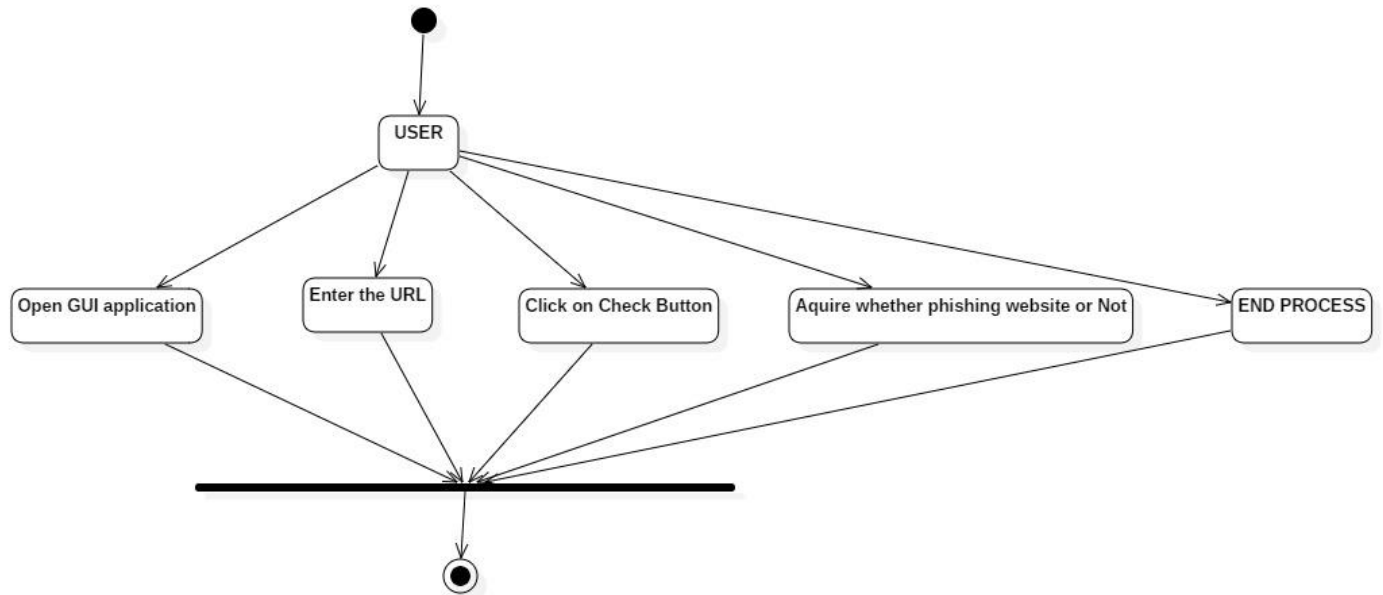 USER
Open GUI application
Enter the URL
Click on Check Button
Aquire whether phishing website or Not
END PROCESS